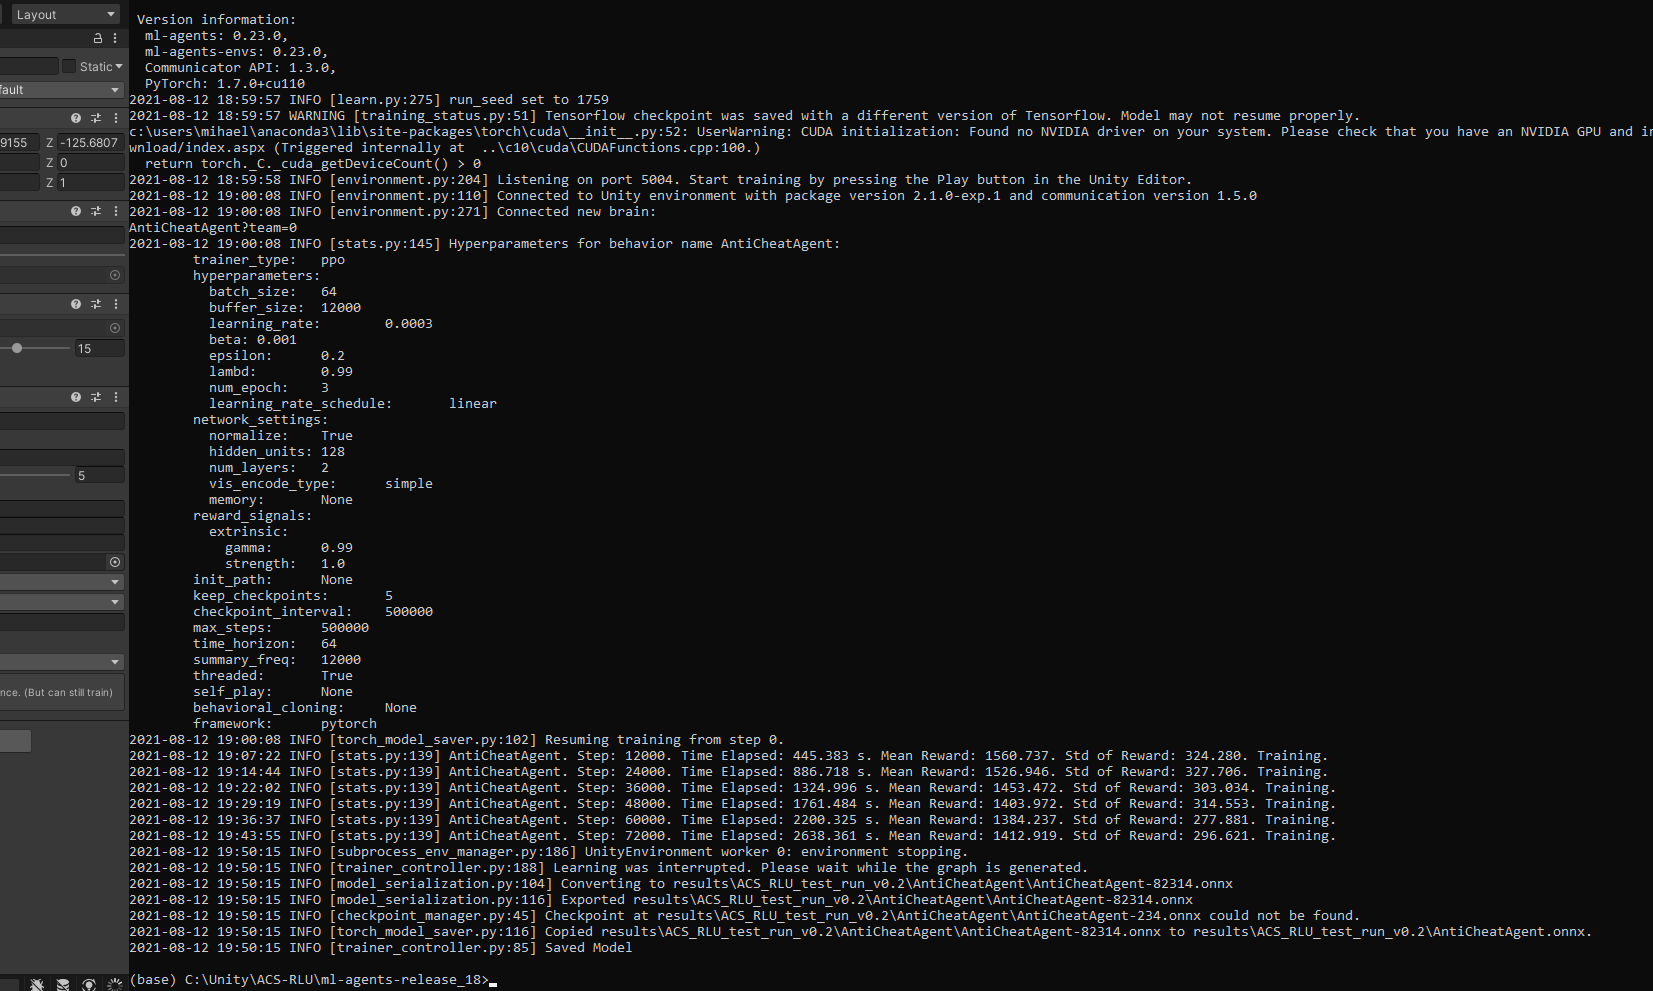 Layout
Static
fault
9155 Z -125.6807
Z 0
Z 1
15
5
nce. (But can still train)
Version information:
ml-agents: 0.23.0,
ml-agents-envs: 0.23.0,
Communicator API: 1.3.0,
PyTorch: 1.7.0+cu110
2021-08-12 18:59:57 INFO [learn.py:275] run_seed set to 1759
2021-08-12 18:59:57 WARNING [training_status.py:51] Tensorflow checkpoint was saved with a different version of Tensorflow. Model may not resume properly.
c:\users\mihael\anaconda3\lib\site-packages\torch\cuda\__init__.py:52: UserWarning: CUDA initialization: Found no NVIDIA driver on your system. Please check that you have an NVIDIA GPU and in
wnload/index.aspx (Triggered internally at  ..\c10\cuda\CUDAFunctions.cpp:100.)
return torch._C._cuda_getDeviceCount() > 0
2021-08-12 18:59:58 INFO [environment.py:204] Listening on port 5004. Start training by pressing the Play button in the Unity Editor.
2021-08-12 19:00:08 INFO [environment.py:110] Connected to Unity environment with package version 2.1.0-exp.1 and communication version 1.5.0
2021-08-12 19:00:08 INFO [environment.py:271] Connected new brain:
AntiCheatAgent?team=0
2021-08-12 19:00:08 INFO [stats.py:145] Hyperparameters for behavior name AntiCheatAgent:
trainer_type: ppo
hyperparameters:
batch_size: 64
buffer_size: 12000
learning_rate: 0.0003
beta: 0.001
epsilon: 0.2
lambd: 0.99
num_epoch: 3
learning_rate_schedule: linear
network_settings:
normalize: True
hidden_units: 128
num_layers: 2
vis_encode_type: simple
memory: None
reward_signals:
extrinsic:
gamma: 0.99
strength: 1.0
init_path: None
keep_checkpoints: 5
checkpoint_interval: 500000
max_steps: 500000
time_horizon: 64
summary_freq: 12000
threaded: True
self_play: None
behavioral_cloning: None
framework: pytorch
2021-08-12 19:00:08 INFO [torch_model_saver.py:102] Resuming training from step 0.
2021-08-12 19:07:22 INFO [stats.py:139] AntiCheatAgent. Step: 12000. Time Elapsed: 445.383 s. Mean Reward: 1560.737. Std of Reward: 324.280. Training.
2021-08-12 19:14:44 INFO [stats.py:139] AntiCheatAgent. Step: 24000. Time Elapsed: 886.718 s. Mean Reward: 1526.946. Std of Reward: 327.706. Training.
2021-08-12 19:22:02 INFO [stats.py:139] AntiCheatAgent. Step: 36000. Time Elapsed: 1324.996 s. Mean Reward: 1453.472. Std of Reward: 303.034. Training.
2021-08-12 19:29:19 INFO [stats.py:139] AntiCheatAgent. Step: 48000. Time Elapsed: 1761.484 s. Mean Reward: 1403.972. Std of Reward: 314.553. Training.
2021-08-12 19:36:37 INFO [stats.py:139] AntiCheatAgent. Step: 60000. Time Elapsed: 2200.325 s. Mean Reward: 1384.237. Std of Reward: 277.881. Training.
2021-08-12 19:43:55 INFO [stats.py:139] AntiCheatAgent. Step: 72000. Time Elapsed: 2638.361 s. Mean Reward: 1412.919. Std of Reward: 296.621. Training.
2021-08-12 19:50:15 INFO [subprocess_env_manager.py:186] UnityEnvironment worker 0: environment stopping.
2021-08-12 19:50:15 INFO [trainer_controller.py:188] Learning was interrupted. Please wait while the graph is generated.
2021-08-12 19:50:15 INFO [model_serialization.py:104] Converting to results\ACS_RLU_test_run_v0.2\AntiCheatAgent\AntiCheatAgent-82314.onnx
2021-08-12 19:50:15 INFO [model_serialization.py:116] Exported results\ACS_RLU_test_run_v0.2\AntiCheatAgent\AntiCheatAgent-82314.onnx
2021-08-12 19:50:15 INFO [checkpoint_manager.py:45] Checkpoint at results\ACS_RLU_test_run_v0.2\AntiCheatAgent\AntiCheatAgent-234.onnx could not be found.
2021-08-12 19:50:15 INFO [torch_model_saver.py:116] Copied results\ACS_RLU_test_run_v0.2\AntiCheatAgent\AntiCheatAgent-82314.onnx to results\ACS_RLU_test_run_v0.2\AntiCheatAgent.onnx.
2021-08-12 19:50:15 INFO [trainer_controller.py:85] Saved Model
(base) C:\Unity\ACS-RLU\ml-agents-release_18>